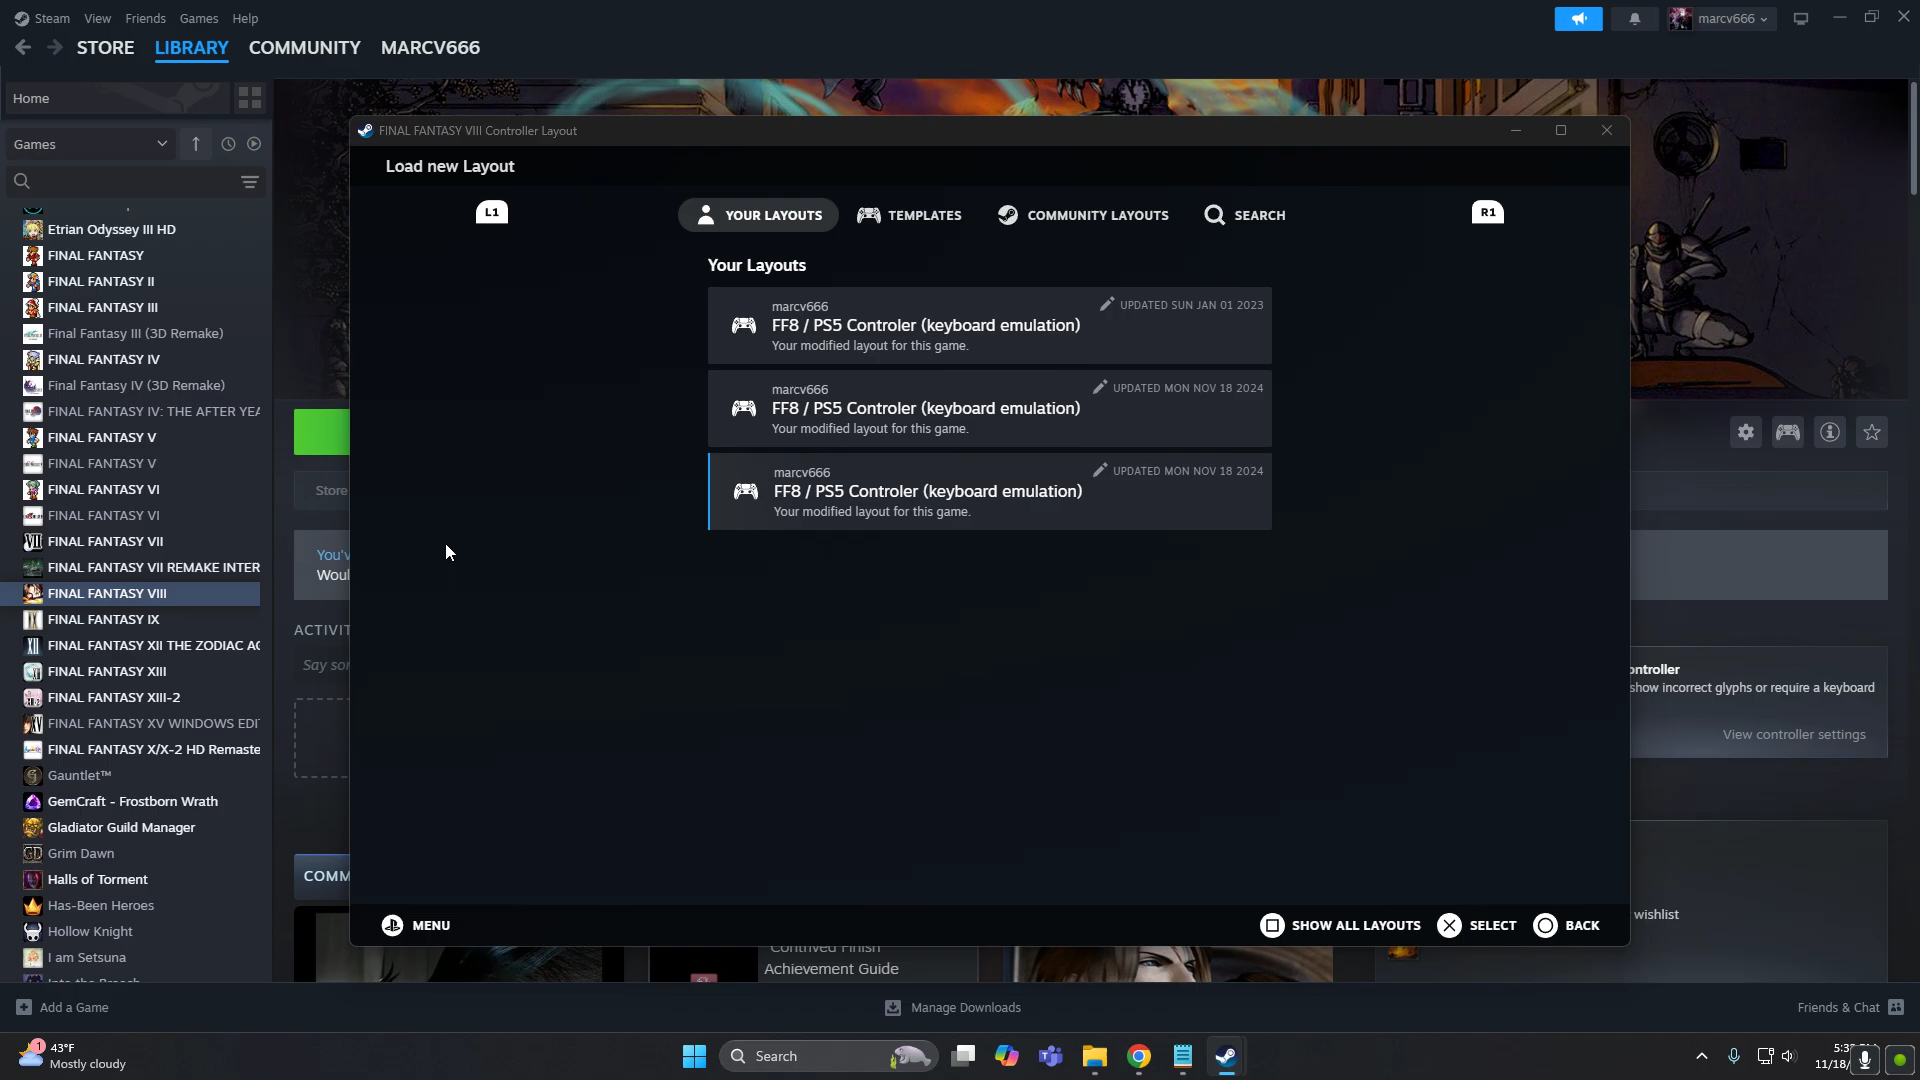 Steam View Friends Games Help
marcv666
STORE LIBRARY COMMUNITY MARCV666
Home
Games
Etrian Odyssey III HD
FINAL FANTASY
FINAL FANTASY II
FINAL FANTASY III
Final Fantasy III (3D Remake)
FINAL FANTASY IV
Final Fantasy IV (3D Remake)
FINAL FANTASY IV: THE AFTER YEA
FINAL FANTASY V
FINAL FANTASY V
FINAL FANTASY VI
FINAL FANTASY VI
FINAL FANTASY VII
FINAL FANTASY VII REMAKE INTER
FINAL FANTASY VIII
FINAL FANTASY IX
FINAL FANTASY XII THE ZODIAC AG
FINAL FANTASY XIII
FINAL FANTASY XIII-2
FINAL FANTASY XV WINDOWS EDI
FINAL FANTASY X/X-2 HD Remaste
Gauntlet™
GemCraft - Frostborn Wrath
Gladiator Guild Manager
Grim Dawn
Halls of Torment
Has-Been Heroes
Hollow Knight
I am Setsuna
FINAL FANTASY VIII Controller Layout
Load new Layout
L1 YOUR LAYOUTS TEMPLATES COMMUNITY LAYOUTS SEARCH R1
Your Layouts
marcv666 UPDATED SUN JAN 01 2023
FF8 / PS5 Controler (keyboard emulation)
Your modified layout for this game.
marcv666 UPDATED MON NOV 18 2024
FF8 / PS5 Controler (keyboard emulation)
Your modified layout for this game.
marcv666 UPDATED MON NOV 18 2024
FF8 / PS5 Controler (keyboard emulation)
Your modified layout for this game.
MENU SHOW ALL LAYOUTS SELECT BACK
Store
You'v
Woul
ACTIVIT
Say so
COMM
ontroller
show incorrect glyphs or require a keyboard
View controller settings
wishlist
Achievement Guide
Add a Game Manage Downloads Friends & Chat
1
43°F
Mostly cloudy
Search
11/18/